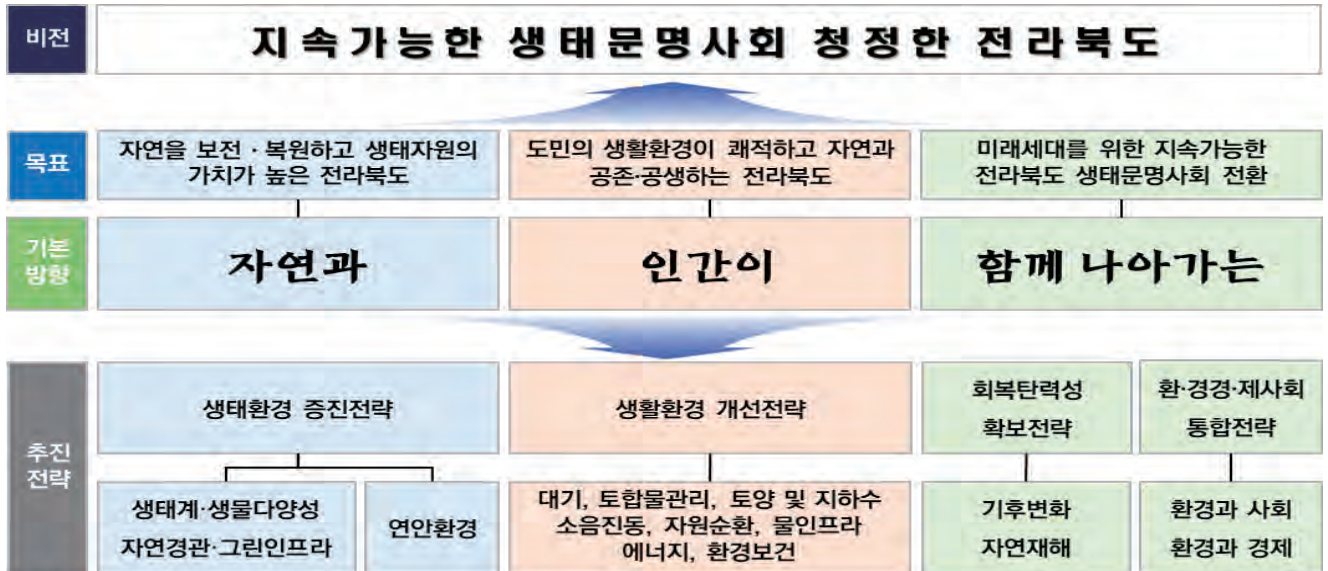 비전
지속가능한 생태문명사회 청정한 전라북도
목표
자연을 보전·복원하고 생태자원의
가치가 높은 전라북도
도민의 생활환경이 쾌적하고 자연과
공존·공생하는 전라북도
미래세대를 위한 지속가능한
전라북도 생태문명사회 전환
기본
방향
자연과
인간이
함께 나아가는
추진
전략
생태환경 증진전략
생활환경 개선전략
회복탄력성
확보전략
환·경경·제사회
통합전략
생태계·생물다양성
자연경관·그린인프라
연안환경
대기, 토합물관리, 토양 및 지하수
소음진동, 자원순환, 물인프라
에너지, 환경보건
기후변화
자연재해
환경과 사회
환경과 경제